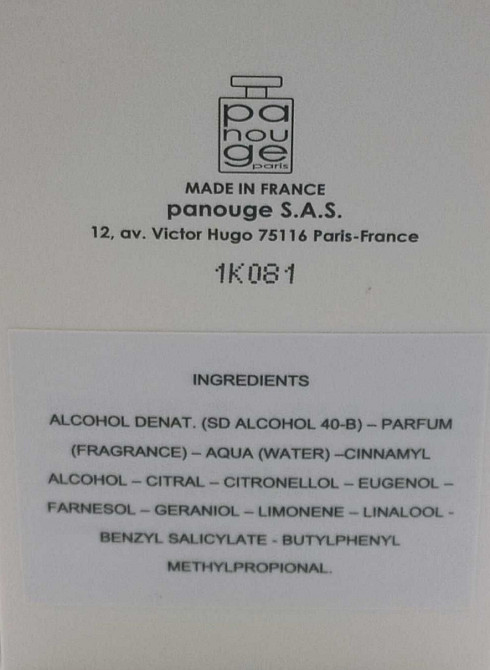 pa
nou
ge
paris
MADE IN FRANCE
panouge S.A.S.
12, av. Victor Hugo 75116 Paris-France
1K081
INGREDIENTS
ALCOHOL DENAT. (SD ALCOHOL 40-B) – PARFUM
(FRAGRANCE) – AQUA (WATER) –CINNAMYL
ALCOHOL – CITRAL – CITRONELLOL – EUGENOL –
FARNESOL – GERANIOL – LIMONENE – LINALOOL -
BENZYL SALICYLATE - BUTYLPHENYL
METHYLPROPIONAL.